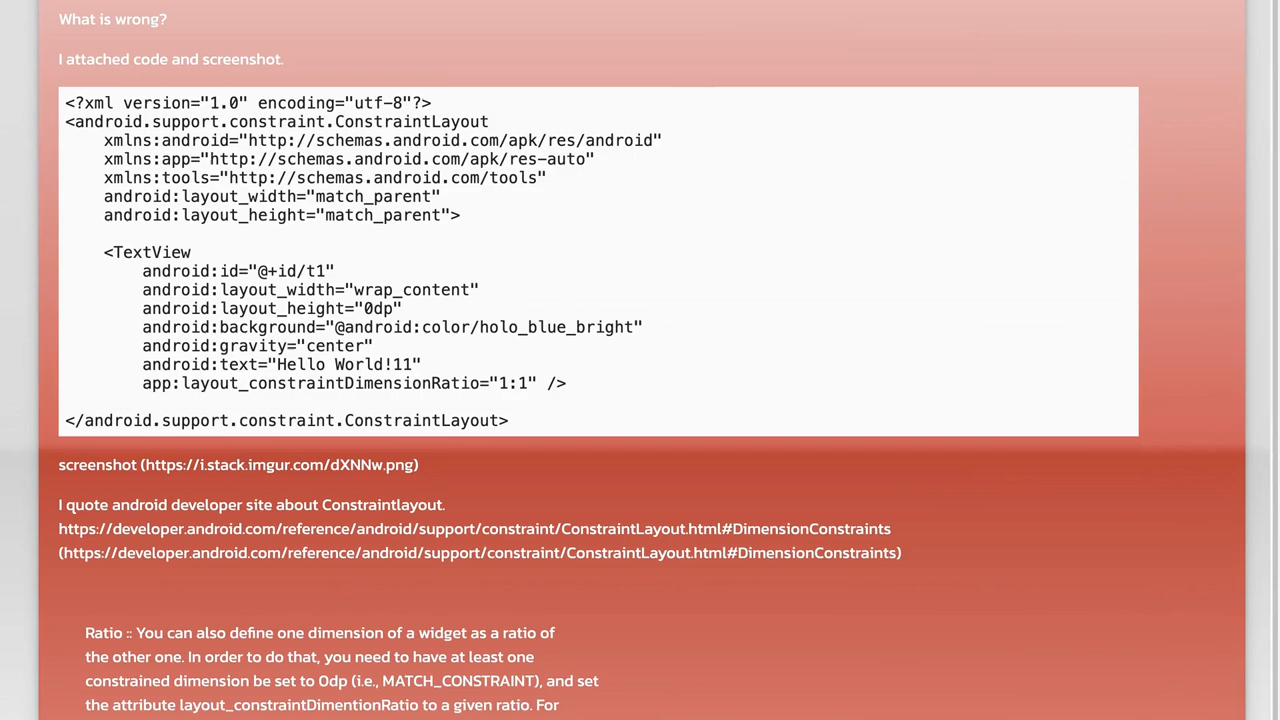 What is wrong?
I attached code and screenshot.
<?xml version="1.0" encoding="utf-8"?>
<android.support.constraint.ConstraintLayout
    xmlns:android="http://schemas.android.com/apk/res/android"
    xmlns:app="http://schemas.android.com/apk/res-auto"
    xmlns:tools="http://schemas.android.com/tools"
    android:layout_width="match_parent"
    android:layout_height="match_parent">
    <TextView
        android:id="@+id/t1"
        android:layout_width="wrap_content"
        android:layout_height="0dp"
        android:background="@android:color/holo_blue_bright"
        android:gravity="center"
        android:text="Hello World!11"
        app:layout_constraintDimensionRatio="1:1" />
</android.support.constraint.ConstraintLayout>
screenshot (https://i.stack.imgur.com/dXNNw.png)
I quote android developer site about Constraintlayout.
https://developer.android.com/reference/android/support/constraint/ConstraintLayout.html#DimensionConstraints
(https://developer.android.com/reference/android/support/constraint/ConstraintLayout.html#DimensionConstraints)
Ratio :: You can also define one dimension of a widget as a ratio of
the other one. In order to do that, you need to have at least one
constrained dimension be set to 0dp (i.e., MATCH_CONSTRAINT), and set
the attribute layout_constraintDimentionRatio to a given ratio. For